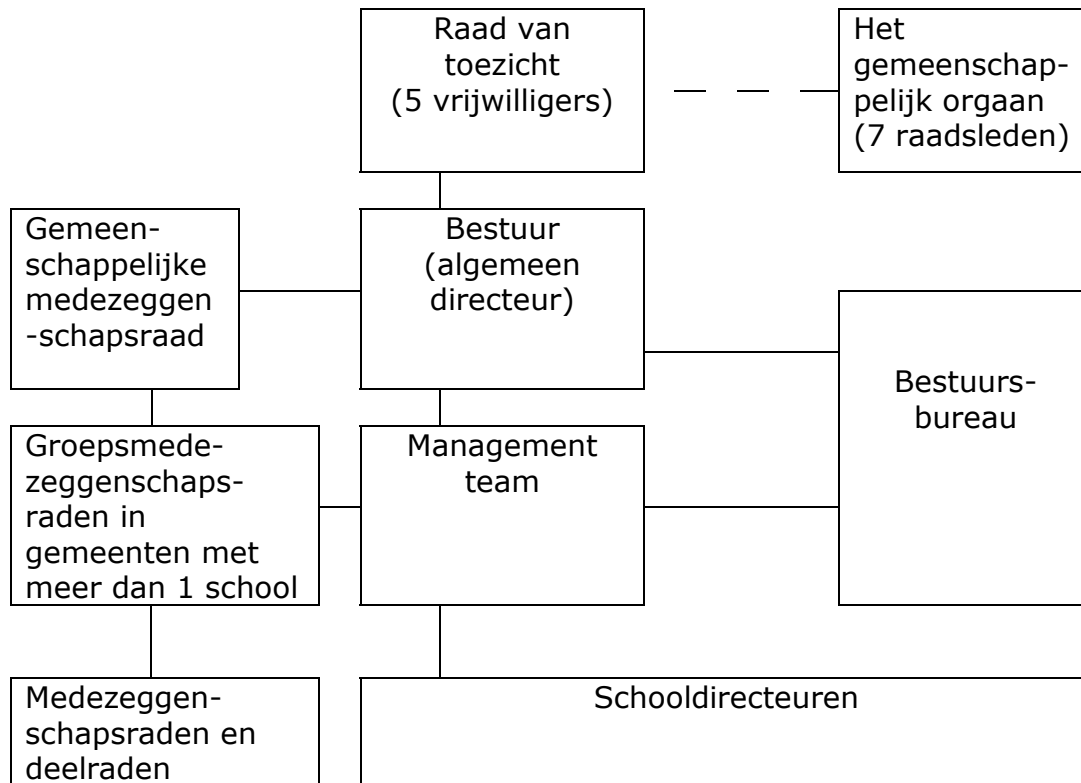 Raad van
toezicht
(5 vrijwilligers)
Het
gemeenschap-
pelijk orgaan
(7 raadsleden)
Gemeen-
schappelijke
medezeggen
-schapsraad
Bestuur
(algemeen
directeur)
Bestuurs-
bureau
Groepsmede-
zeggenschaps-
raden in
gemeenten met
meer dan 1 school
Management
team
Medezeggen-
schapsraden en
deelraden
Schooldirecteuren